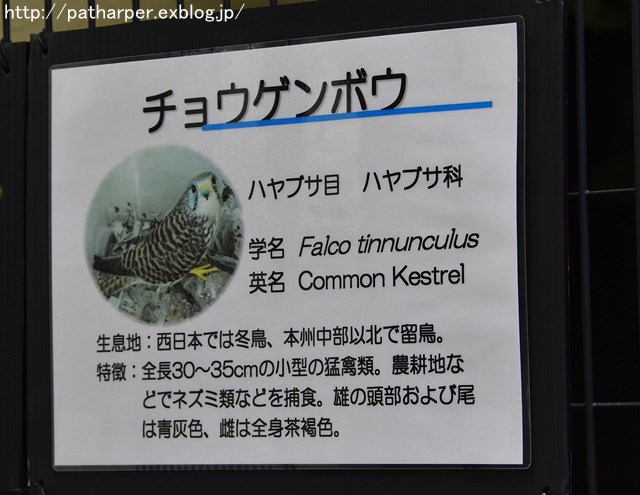 http://patharper.exblog.jp/
チョウゲンボウ
ハヤブサ目　ハヤブサ科
学名 Falco tinnunculus
英名 Common Kestrel
生息地：西日本では冬鳥、本州中部以北で留鳥。
特徴：全長30～35cmの小型の猛禽類。農耕地な
どでネズミ類などを捕食。雄の頭部および尾
は青灰色、雌は全身茶褐色。
http://patharper.exblog.jp/